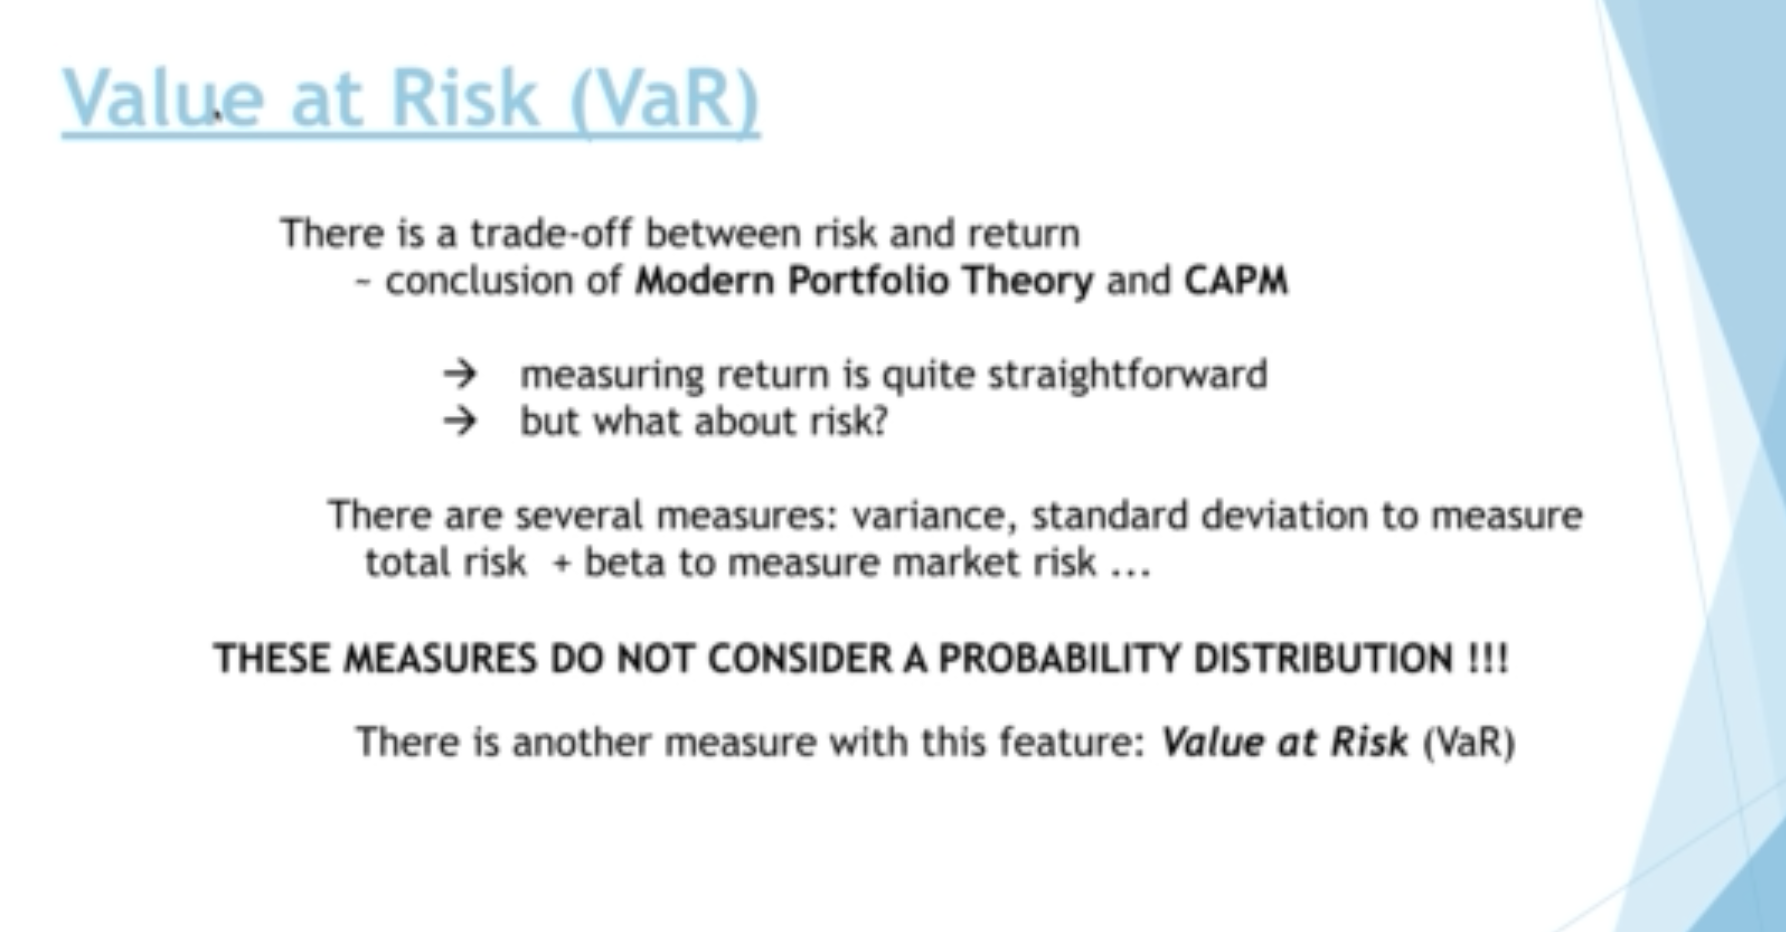 Value at Risk (VaR)
There is a trade-off between risk and return
~ conclusion of Modern Portfolio Theory and CAPM
→ measuring return is quite straightforward
→ but what about risk?
There are several measures: variance, standard deviation to measure
total risk + beta to measure market risk ...
THESE MEASURES DO NOT CONSIDER A PROBABILITY DISTRIBUTION !!!
There is another measure with this feature: Value at Risk (VaR)